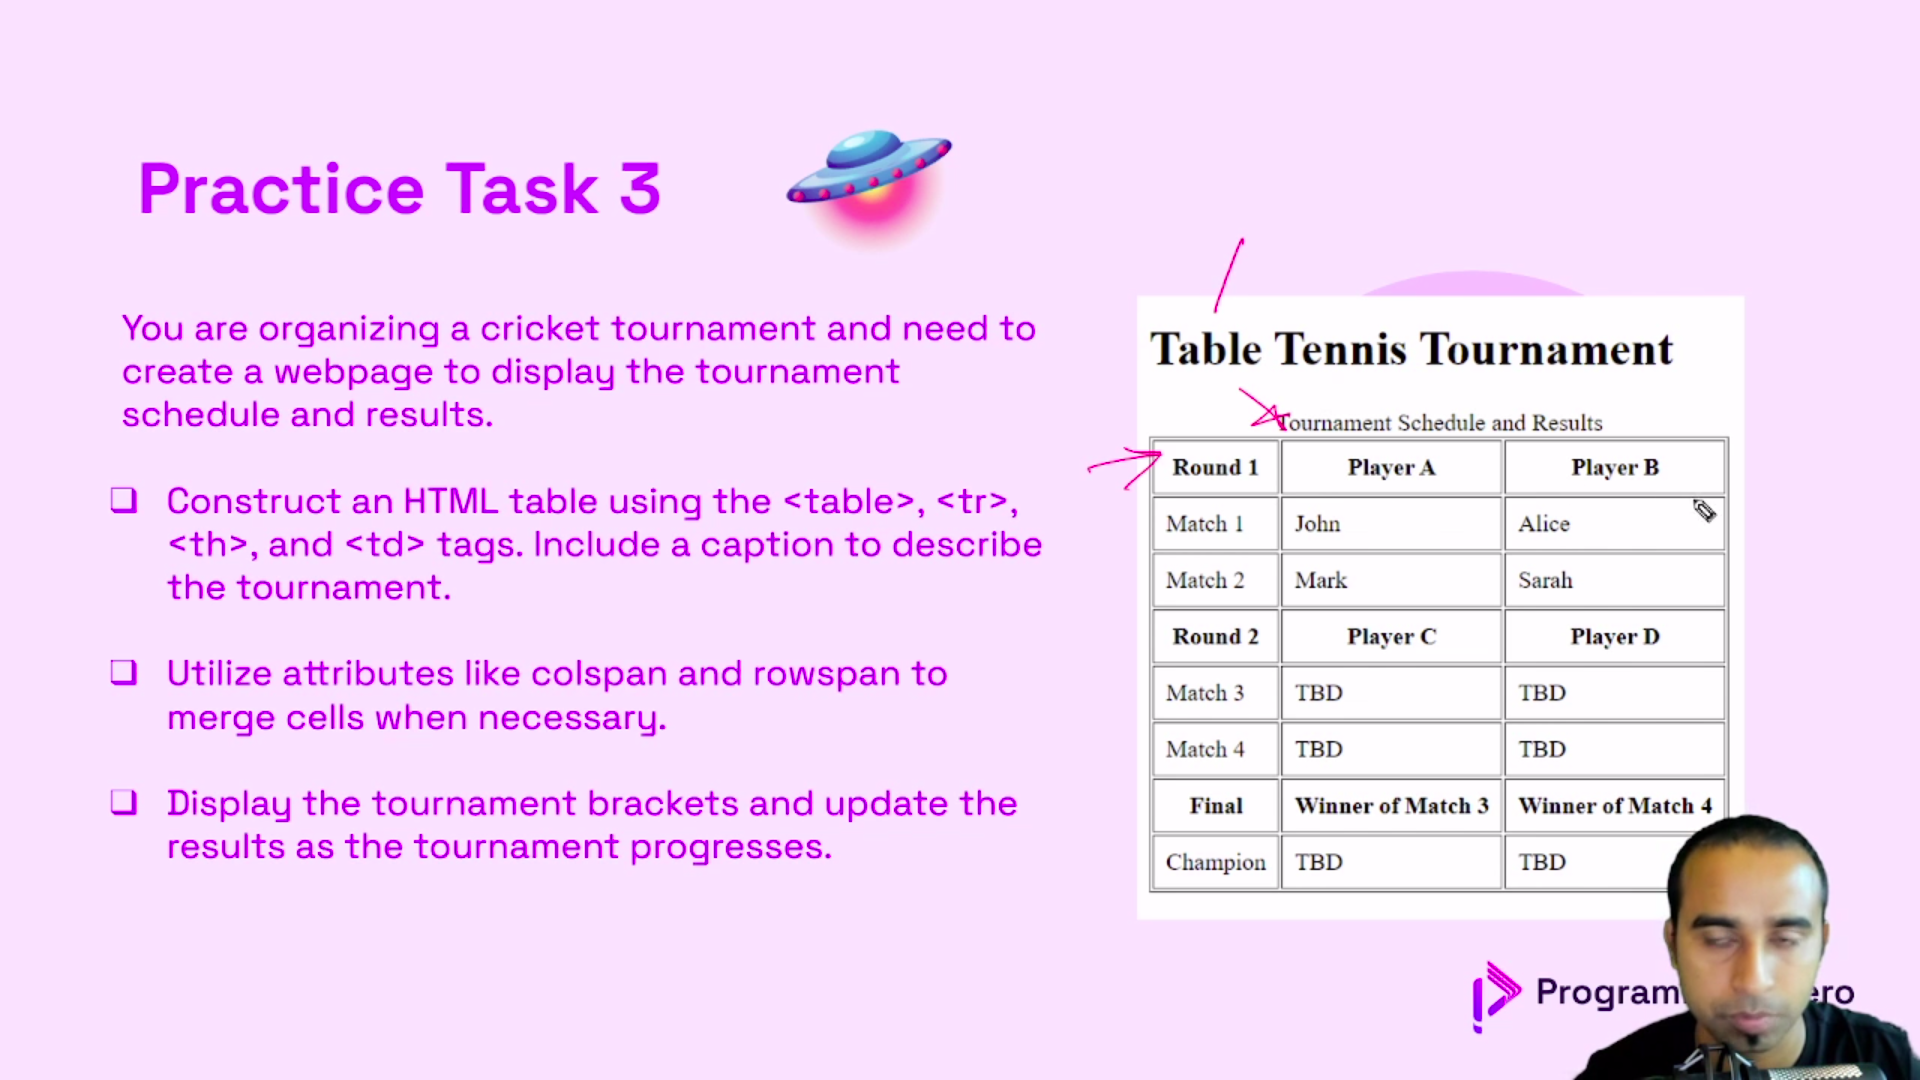 Practice Task 3
You are organizing a cricket tournament and need to
create a webpage to display the tournament
schedule and results.
Construct an HTML table using the <table>, <tr>,
<th>, and <td> tags. Include a caption to describe
the tournament.
Utilize attributes like colspan and rowspan to
merge cells when necessary.
Display the tournament brackets and update the
results as the tournament progresses.
Table Tennis Tournament
Tournament Schedule and Results
Round 1 Player A Player B
Match 1 John Alice
Match 2 Mark Sarah
Round 2 Player C Player D
Match 3 TBD TBD
Match 4 TBD TBD
Final Winner of Match 3 Winner of Match 4
Champion TBD TBD